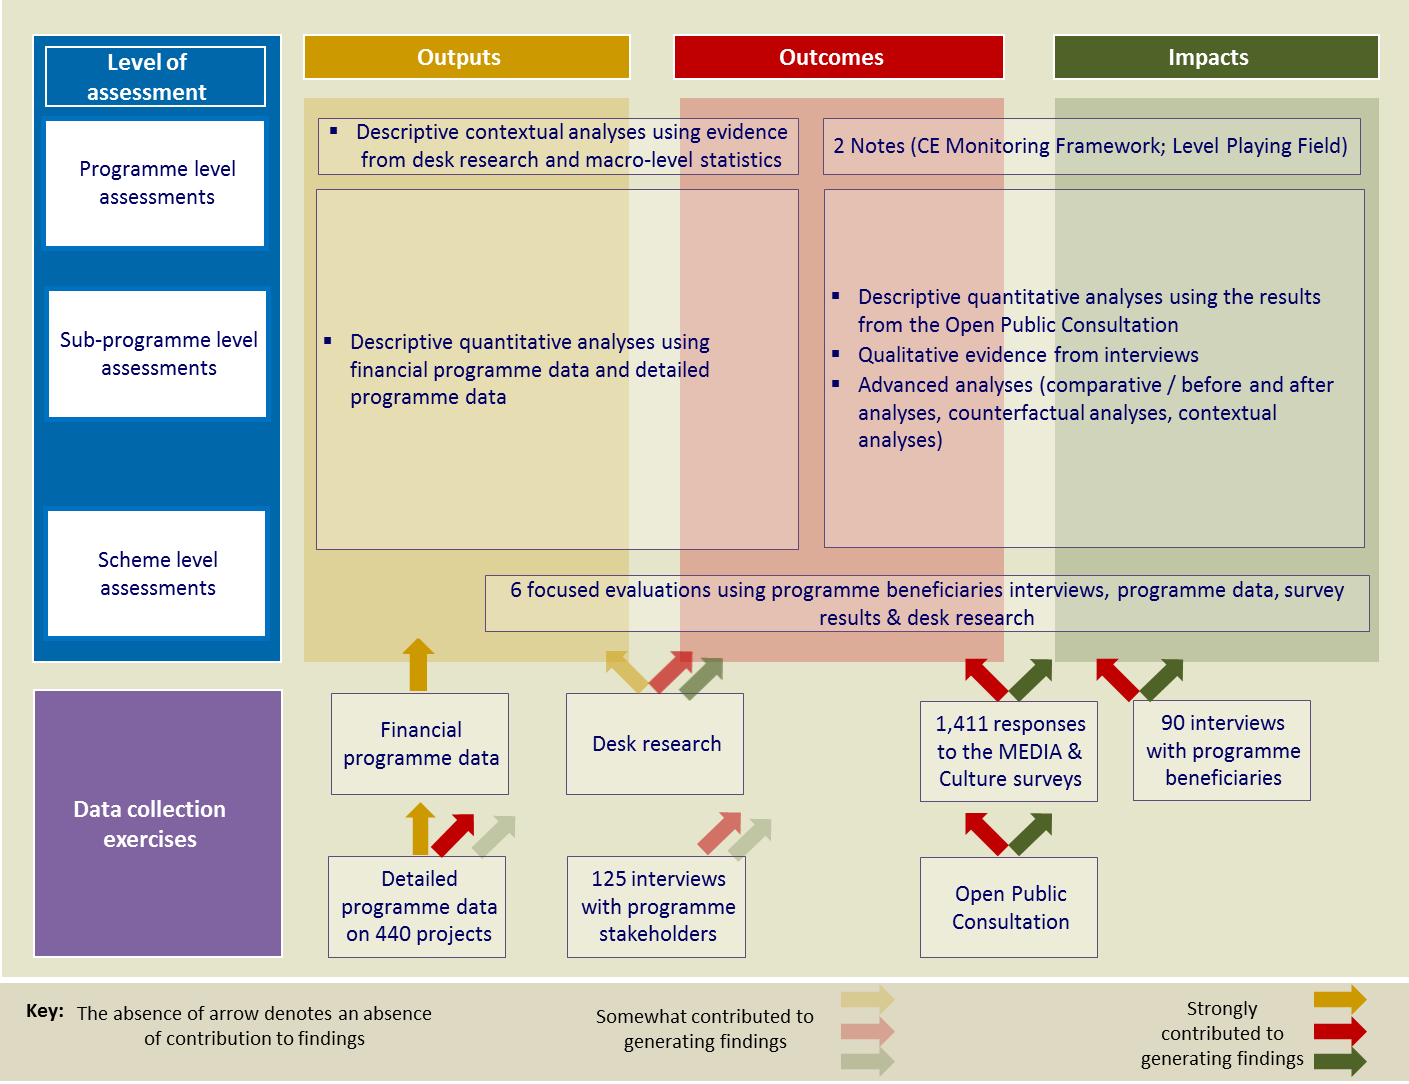 Level of
assessment
Outputs
Outcomes
Impacts
Programme level
assessments
▪ Descriptive contextual analyses using evidence
from desk research and macro-level statistics
2 Notes (CE Monitoring Framework; Level Playing Field)
Sub-programme level
assessments
▪ Descriptive quantitative analyses using
financial programme data and detailed
programme data
▪ Descriptive quantitative analyses using the results
from the Open Public Consultation
▪ Qualitative evidence from interviews
▪ Advanced analyses (comparative / before and after
analyses, counterfactual analyses, contextual
analyses)
Scheme level
assessments
6 focused evaluations using programme beneficiaries interviews, programme data, survey
results & desk research
Data collection
exercises
Financial
programme data
Desk research
1,411 responses
to the MEDIA &
Culture surveys
90 interviews
with programme
beneficiaries
Detailed
programme data
on 440 projects
125 interviews
with programme
stakeholders
Open Public
Consultation
Key: The absence of arrow denotes an absence
of contribution to findings
Somewhat contributed to
generating findings
Strongly
contributed to
generating findings